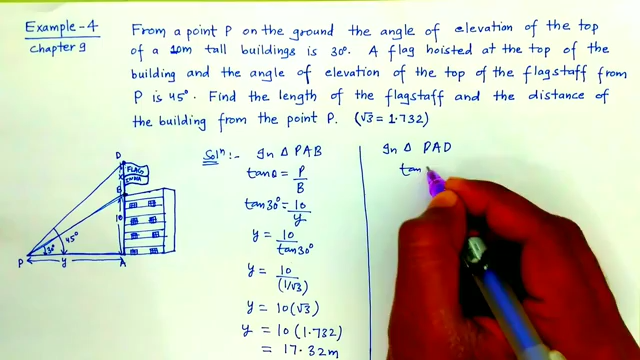 Example-4
chapter 9
From a point P on the ground the angle of elevation of the top
of a 10m tall buildings is 30°. A flag hoisted at the top of the
building and the angle of elevation of the top of the flagstaff from
P is 45°. Find the length of the flagstaff and the distance of
the building from the point P. (√3 = 1.732)
D
FLAG
x
INDIA
B
10
30°
45°
P
y
A
Solⁿ :- In Δ PAB
tanθ = P/B
tan30° = 10/y
y = 10/tan30°
y = 10/(1/√3)
y = 10(√3)
y = 10(1.732)
= 17.32m
In Δ PAD
tan